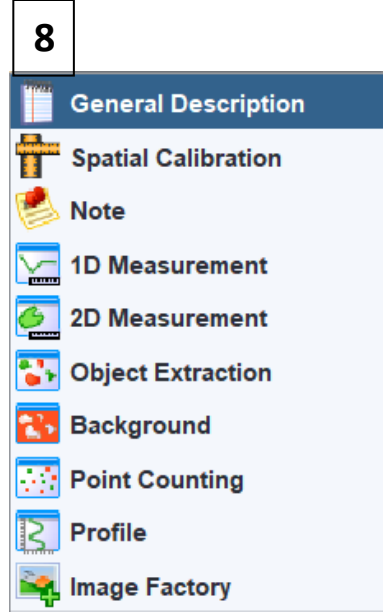 8
General Description
Spatial Calibration
Note
1D Measurement
2D Measurement
Object Extraction
Background
Point Counting
Profile
Image Factory